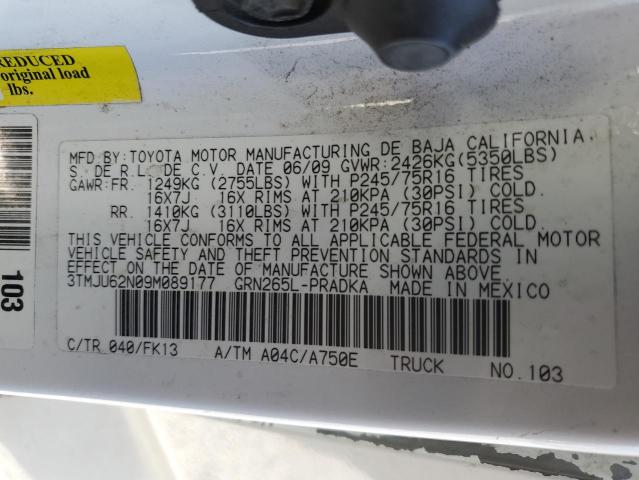 REDUCED
original load
lbs.
103
MFD BY:TOYOTA MOTOR MANUFACTURING DE BAJA CALIFORNIA
S. DE R.L. DE C.V. DATE 06/09 GVWR:2426KG(5350LBS)
GAWR:FR. 1249KG (2755LBS) WITH P245/75R16 TIRES
16X7J 16X RIMS AT 210KPA (30PSI) COLD.
RR. 1410KG (3110LBS) WITH P245/75R16 TIRES
16X7J 16X RIMS AT 210KPA (30PSI) COLD.
THIS VEHICLE CONFORMS TO ALL APPLICABLE FEDERAL MOTOR
VEHICLE SAFETY AND THEFT PREVENTION STANDARDS IN
EFFECT ON THE DATE OF MANUFACTURE SHOWN ABOVE.
3TMJU62N09M089177 GRN265L-PRADKA MADE IN MEXICO
C/TR 040/FK13 A/TM A04C/A750E TRUCK NO.103